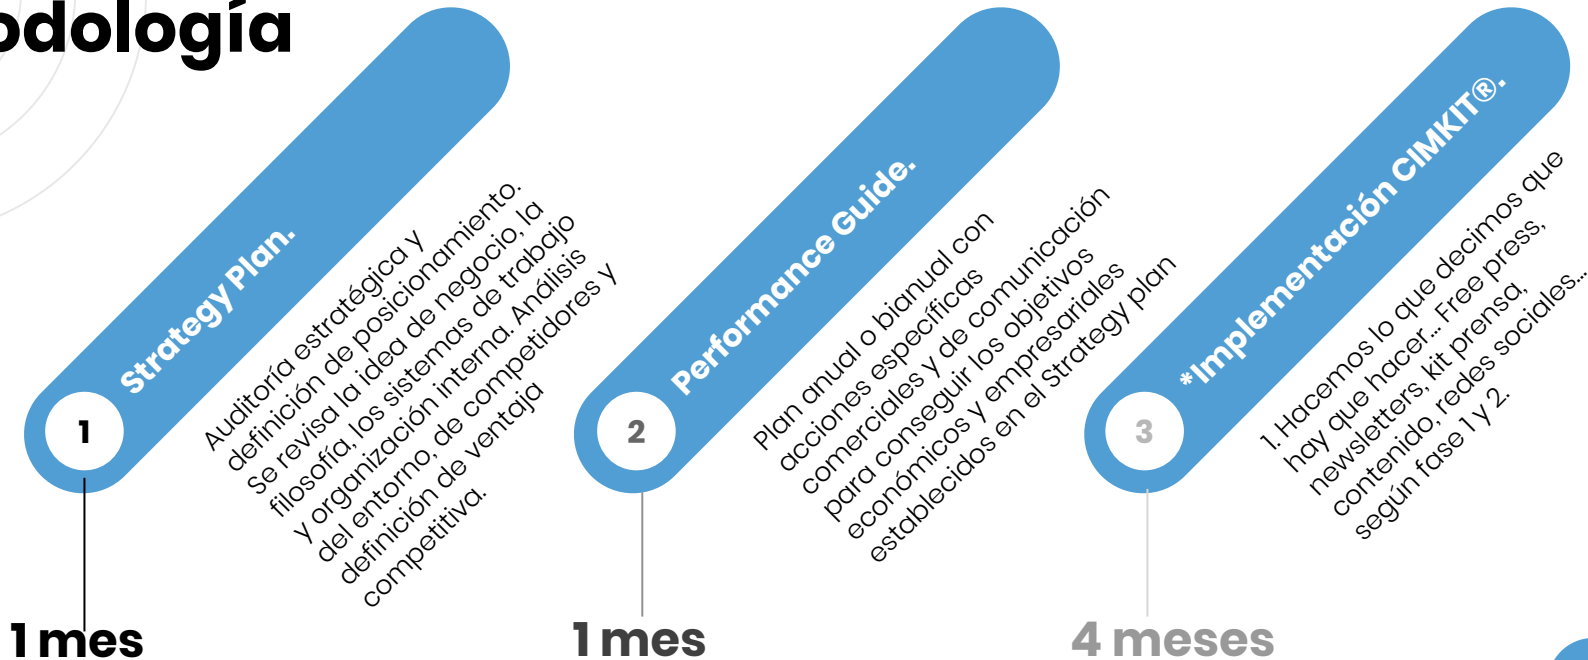 odología
1
Strategy Plan.
Auditoría estratégica y
definición de posicionamiento.
Se revisa la idea de negocio, la
filosofía, los sistemas de trabajo
y organización interna. Análisis
del entorno, de competidores y
definición de ventaja
competitiva.
1 mes
2
Performance Guide.
Plan anual o bianual con
acciones específicas
comerciales y de comunicación
para conseguir los objetivos
económicos y empresariales
establecidos en el Strategy plan
1 mes
3
*Implementación CIMKIT®.
1. Hacemos lo que decimos que
hay que hacer... Free press,
newsletters, kit prensa,
contenido, redes sociales...
según fase 1 y 2.
4 meses